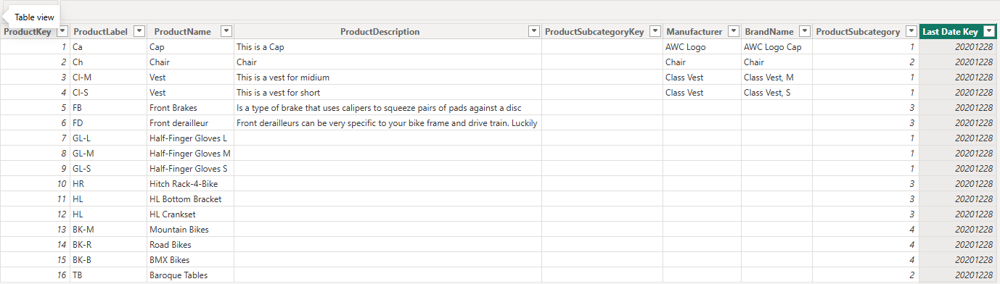 Table view
ProductKey ProductLabel ProductName ProductDescription ProductSubcategoryKey Manufacturer BrandName ProductSubcategory Last Date Key
1 Ca Cap This is a Cap AWC Logo AWC Logo Cap 1 20201228
2 Ch Chair Chair Chair Chair 2 20201228
3 CI-M Vest This is a vest for midium Class Vest Class Vest, M 1 20201228
4 CI-S Vest This is a vest for short Class Vest Class Vest, S 1 20201228
5 FB Front Brakes Is a type of brake that uses calipers to squeeze pairs of pads against a disc 3 20201228
6 FD Front derailleur Front derailleurs can be very specific to your bike frame and drive train. Luckily 3 20201228
7 GL-L Half-Finger Gloves L 1 20201228
8 GL-M Half-Finger Gloves M 1 20201228
9 GL-S Half-Finger Gloves S 1 20201228
10 HR Hitch Rack-4-Bike 3 20201228
11 HL HL Bottom Bracket 3 20201228
12 HL HL Crankset 3 20201228
13 BK-M Mountain Bikes 4 20201228
14 BK-R Road Bikes 4 20201228
15 BK-B BMX Bikes 4 20201228
16 TB Baroque Tables 2 20201228